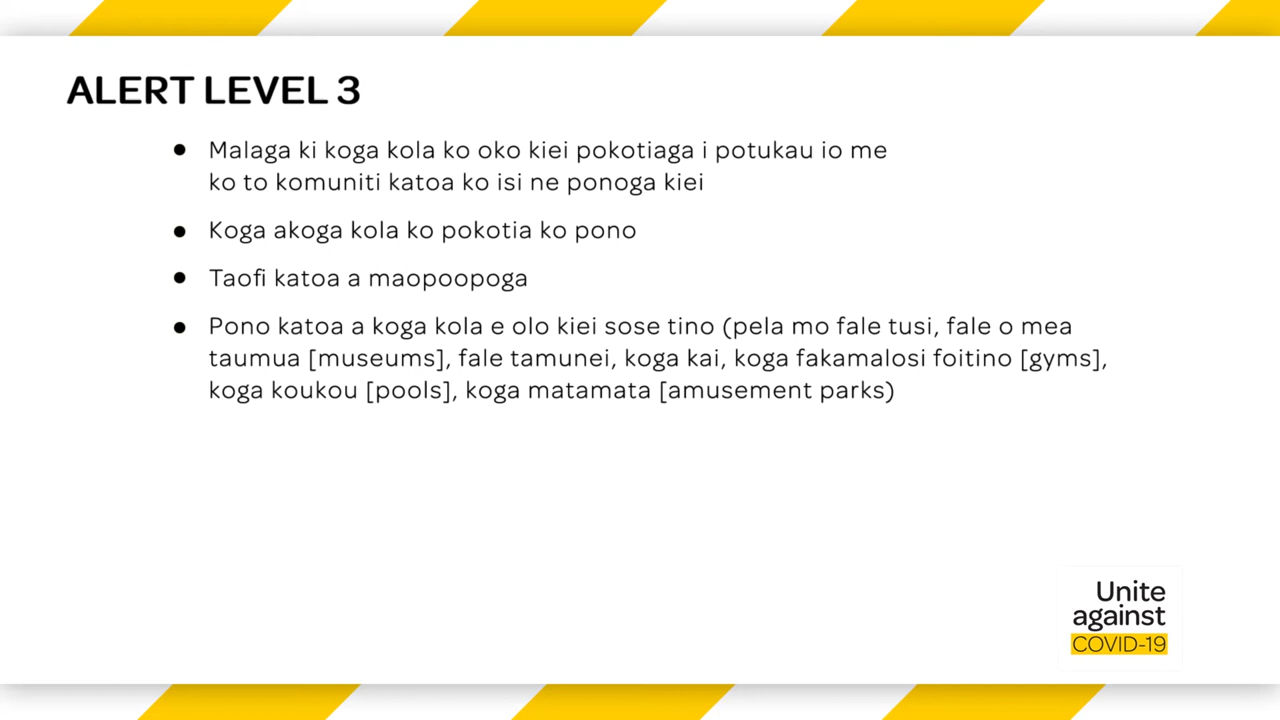 ALERT LEVEL 3
● Malaga ki koga kola ko oko kiei pokotiaga i potukau io me
ko to komuniti katoa ko isi ne ponoga kiei
● Koga akoga kola ko pokotia ko pono
● Taofi katoa a maopoopoga
● Pono katoa a koga kola e olo kiei sose tino (pela mo fale tusi, fale o mea
taumua [museums], fale tamunei, koga kai, koga fakamalosi foitino [gyms],
koga koukou [pools], koga matamata [amusement parks)
Unite
against
COVID-19